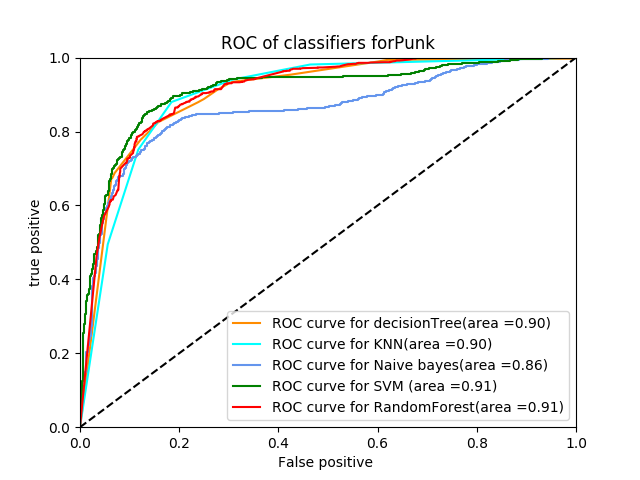 ROC of classifiers forPunk
1.0
0.8
0.6
0.4
0.2
0.0
true positive
ROC curve for decisionTree(area =0.90)
ROC curve for KNN(area =0.90)
ROC curve for Naive bayes(area =0.86)
ROC curve for SVM (area =0.91)
ROC curve for RandomForest(area =0.91)
0.0 0.2 0.4 0.6 0.8 1.0
False positive